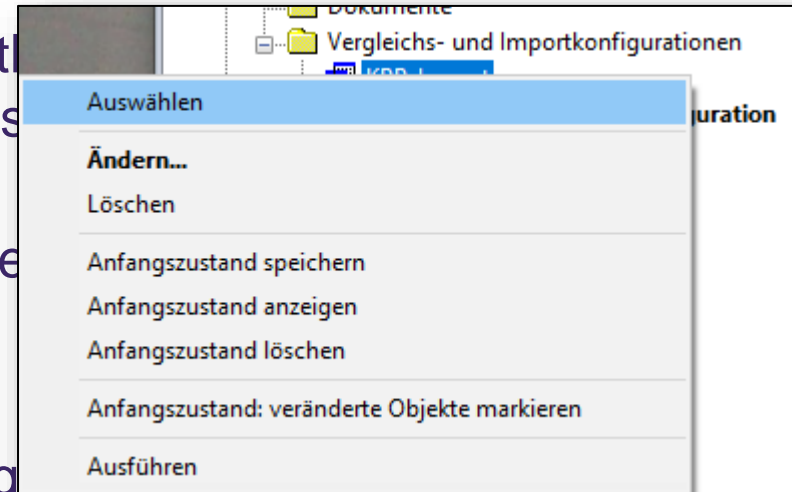 Dokumente
Vergleichs- und Importkonfigurationen
Auswählen
uration
Ändern...
Löschen
Anfangszustand speichern
Anfangszustand anzeigen
Anfangszustand löschen
Anfangszustand: veränderte Objekte markieren
Ausführen